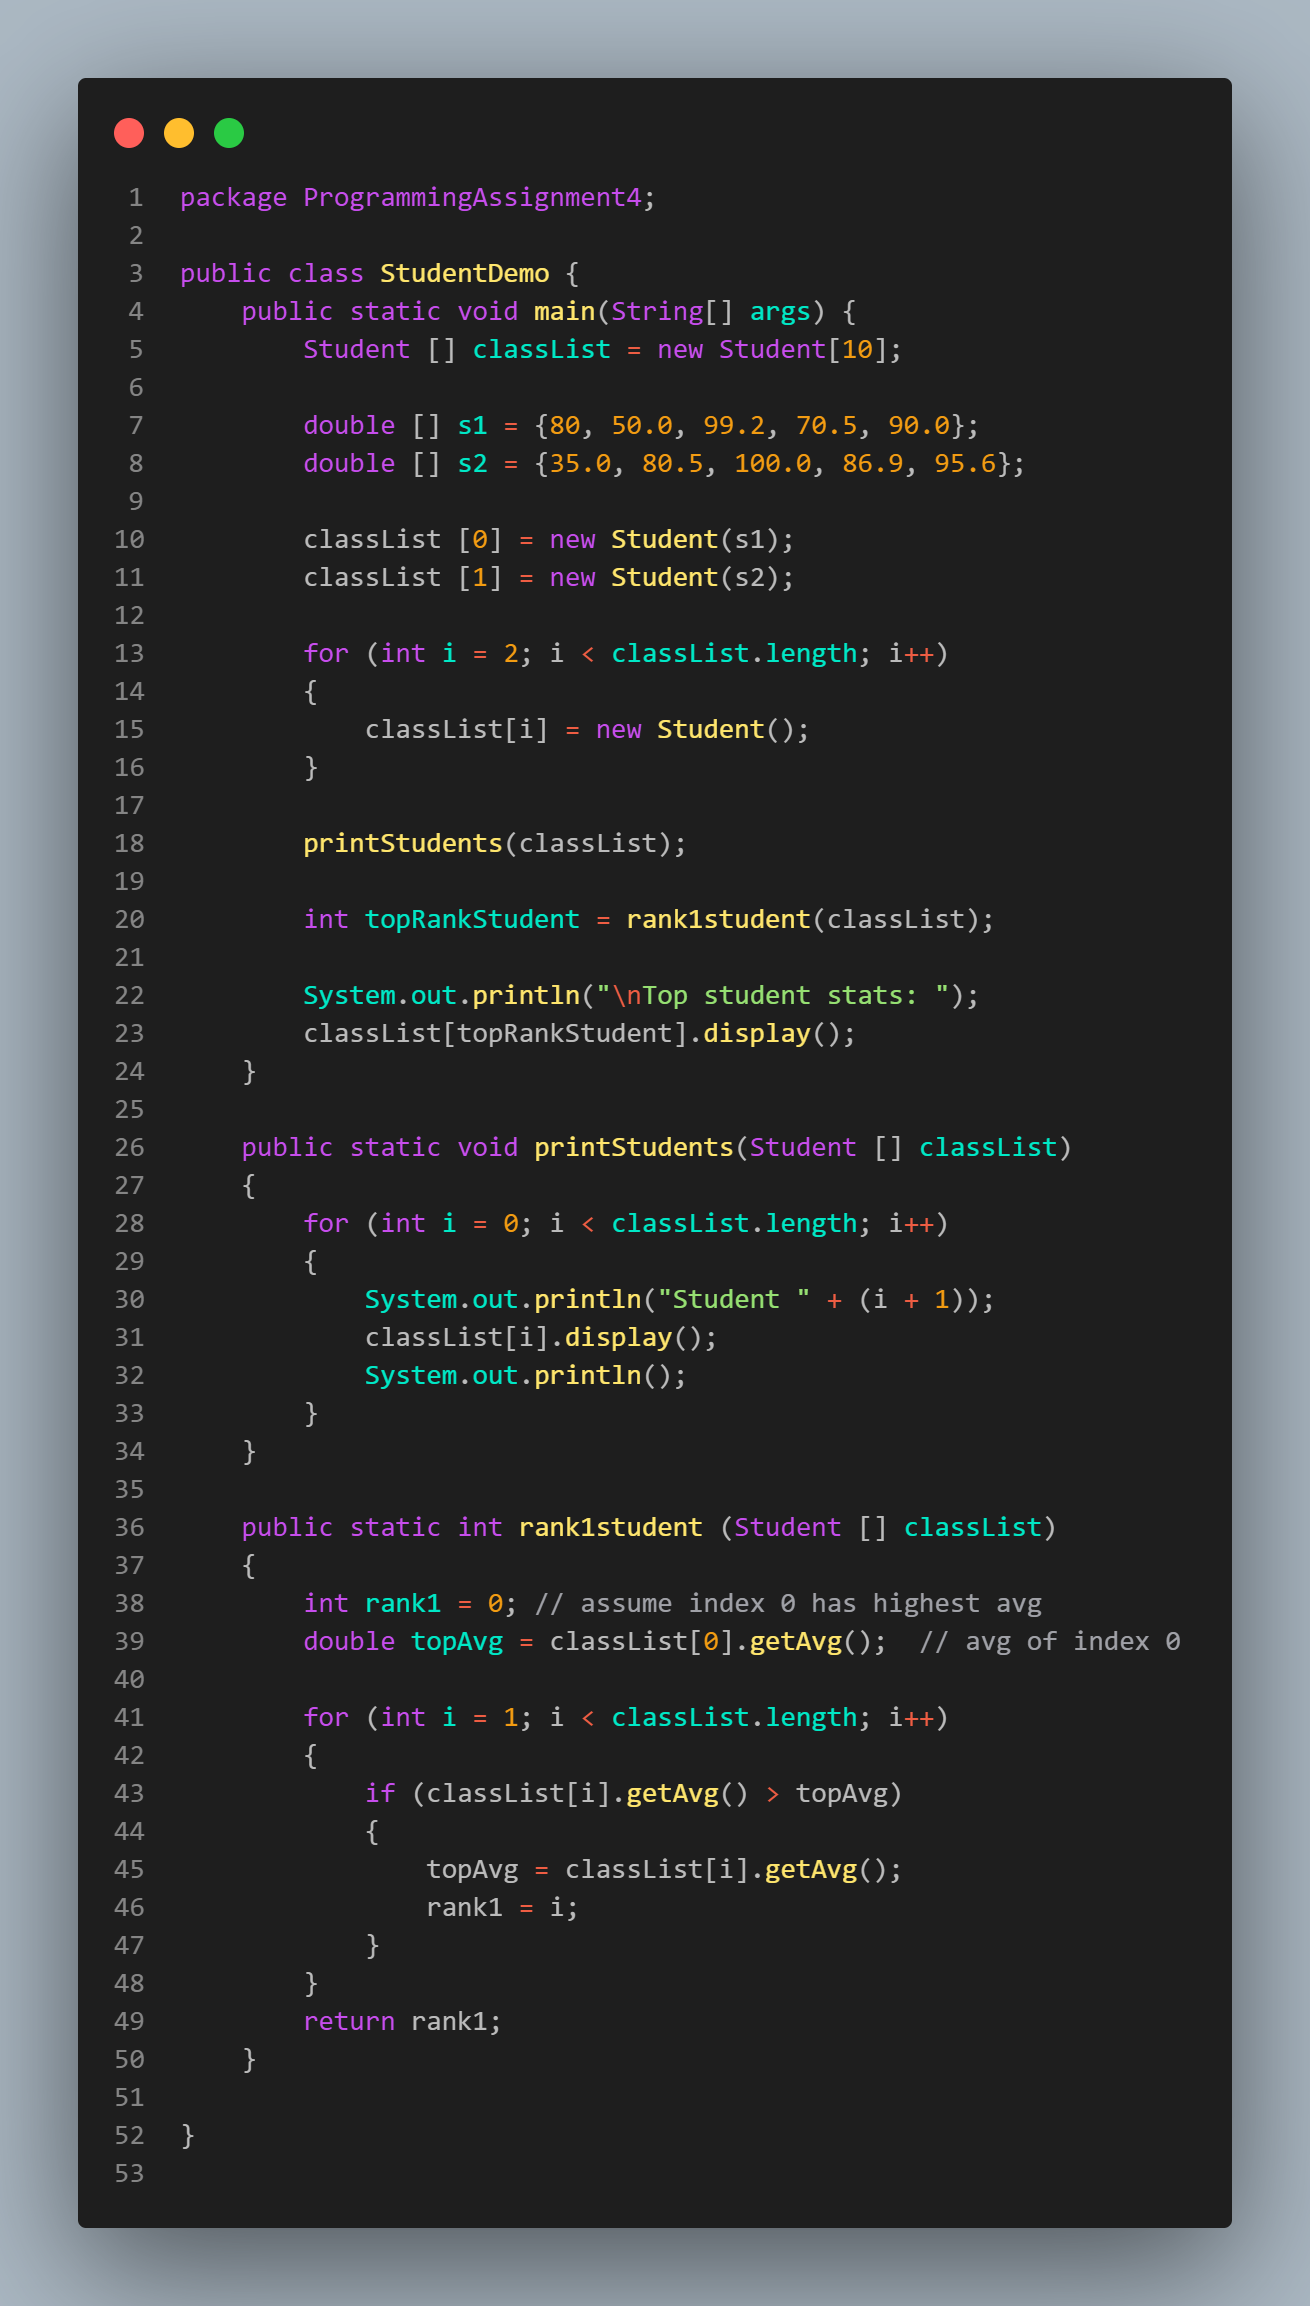 1 package ProgrammingAssignment4;
2
3 public class StudentDemo {
4     public static void main(String[] args) {
5         Student [] classList = new Student[10];
6
7         double [] s1 = {80, 50.0, 99.2, 70.5, 90.0};
8         double [] s2 = {35.0, 80.5, 100.0, 86.9, 95.6};
9
10         classList [0] = new Student(s1);
11         classList [1] = new Student(s2);
12
13         for (int i = 2; i < classList.length; i++)
14         {
15             classList[i] = new Student();
16         }
17
18         printStudents(classList);
19
20         int topRankStudent = rank1student(classList);
21
22         System.out.println("\nTop student stats: ");
23         classList[topRankStudent].display();
24     }
25
26     public static void printStudents(Student [] classList)
27     {
28         for (int i = 0; i < classList.length; i++)
29         {
30             System.out.println("Student " + (i + 1));
31             classList[i].display();
32             System.out.println();
33         }
34     }
35
36     public static int rank1student (Student [] classList)
37     {
38         int rank1 = 0; // assume index 0 has highest avg
39         double topAvg = classList[0].getAvg();  // avg of index 0
40
41         for (int i = 1; i < classList.length; i++)
42         {
43             if (classList[i].getAvg() > topAvg)
44             {
45                 topAvg = classList[i].getAvg();
46                 rank1 = i;
47             }
48         }
49         return rank1;
50     }
51
52 }
53